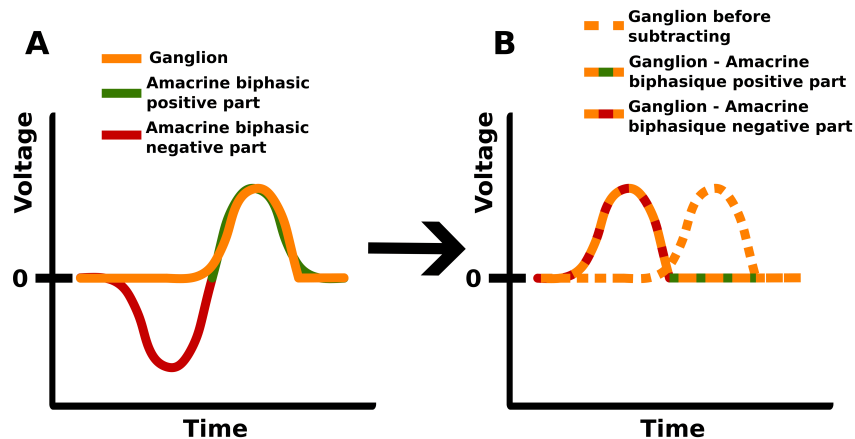 A
Ganglion
Amacrine biphasic
positive part
Amacrine biphasic
negative part
Voltage
0
Time
B
Ganglion before
subtracting
Ganglion - Amacrine
biphasique positive part
Ganglion - Amacrine
biphasique negative part
Voltage
0
Time